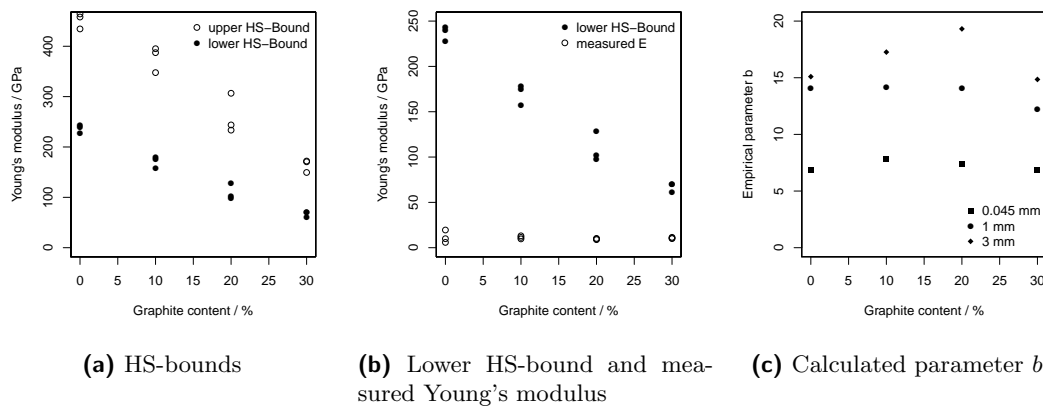 0
100
200
300
400
Young's modulus / GPa
upper HS−Bound
lower HS−Bound
0 5 10 15 20 25 30
Graphite content / %
0
50
100
150
200
250
Young's modulus / GPa
lower HS−Bound
measured E
0 5 10 15 20 25 30
Graphite content / %
0
5
10
15
20
Empirical parameter b
0.045 mm
1 mm
3 mm
0 5 10 15 20 25 30
Graphite content / %
(a) HS-bounds
(b) Lower HS-bound and mea-
sured Young's modulus
(c) Calculated parameter b